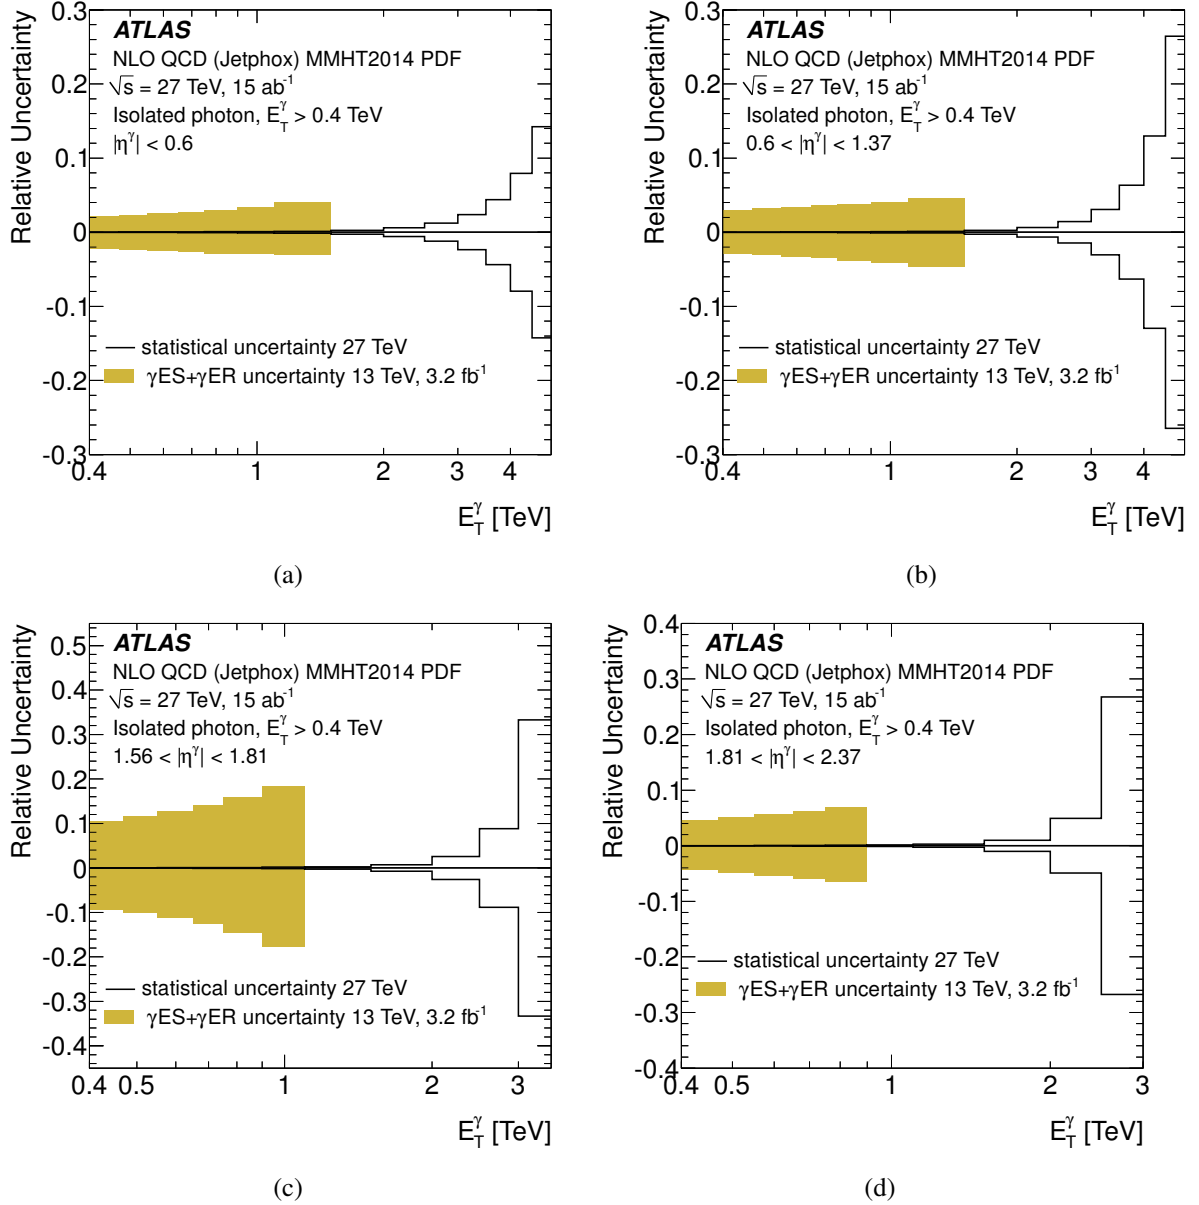 0.3
0.2
0.1
0
-0.1
-0.2
-0.3
Relative Uncertainty
ATLAS
NLO QCD (Jetphox) MMHT2014 PDF
√s = 27 TeV, 15 ab⁻¹
Isolated photon, E_T^γ > 0.4 TeV
|η^γ| < 0.6
statistical uncertainty 27 TeV
γES+γER uncertainty 13 TeV, 3.2 fb⁻¹
0.4 1 2 3 4
E_T^γ [TeV]
(a)
0.3
0.2
0.1
0
-0.1
-0.2
-0.3
Relative Uncertainty
ATLAS
NLO QCD (Jetphox) MMHT2014 PDF
√s = 27 TeV, 15 ab⁻¹
Isolated photon, E_T^γ > 0.4 TeV
0.6 < |η^γ| < 1.37
statistical uncertainty 27 TeV
γES+γER uncertainty 13 TeV, 3.2 fb⁻¹
0.4 1 2 3 4
E_T^γ [TeV]
(b)
0.5
0.4
0.3
0.2
0.1
0
-0.1
-0.2
-0.3
-0.4
Relative Uncertainty
ATLAS
NLO QCD (Jetphox) MMHT2014 PDF
√s = 27 TeV, 15 ab⁻¹
Isolated photon, E_T^γ > 0.4 TeV
1.56 < |η^γ| < 1.81
statistical uncertainty 27 TeV
γES+γER uncertainty 13 TeV, 3.2 fb⁻¹
0.4 0.5 1 2 3
E_T^γ [TeV]
(c)
0.4
0.3
0.2
0.1
0
-0.1
-0.2
-0.3
-0.4
Relative Uncertainty
ATLAS
NLO QCD (Jetphox) MMHT2014 PDF
√s = 27 TeV, 15 ab⁻¹
Isolated photon, E_T^γ > 0.4 TeV
1.81 < |η^γ| < 2.37
statistical uncertainty 27 TeV
γES+γER uncertainty 13 TeV, 3.2 fb⁻¹
0.4 0.5 1 2 3
E_T^γ [TeV]
(d)